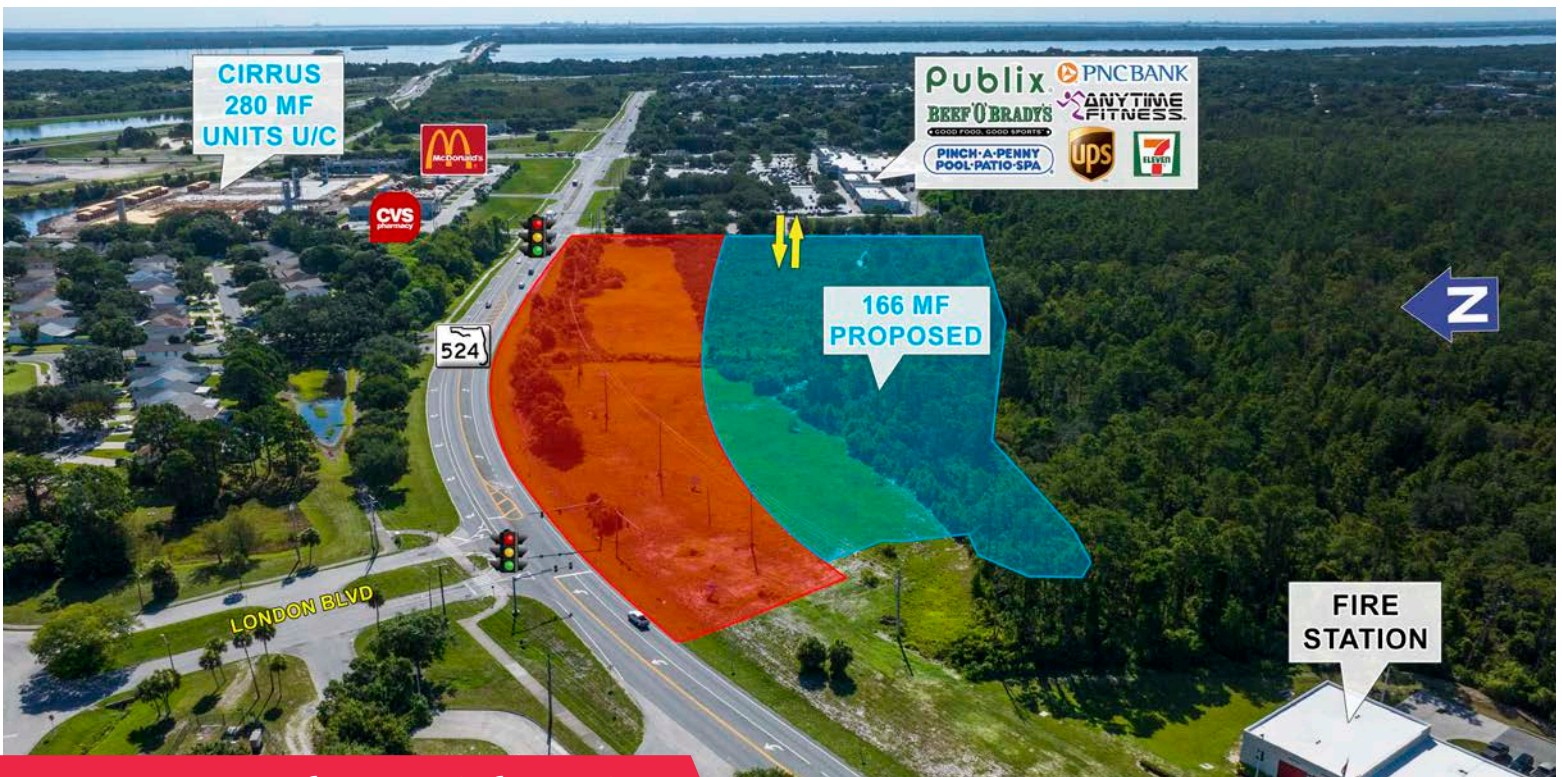 CIRRUS
280 MF
UNITS U/C
McDonald's
CVS
pharmacy
Publix.
PNCBANK
BEEF 'O' BRADY'S
GOOD FOOD. GOOD SPORTS
ANYTIME
FITNESS.
PINCH-A-PENNY
POOL·PATIO·SPA
ups
7
ELEVEN
166 MF
PROPOSED
N
524
LONDON BLVD
FIRE
STATION